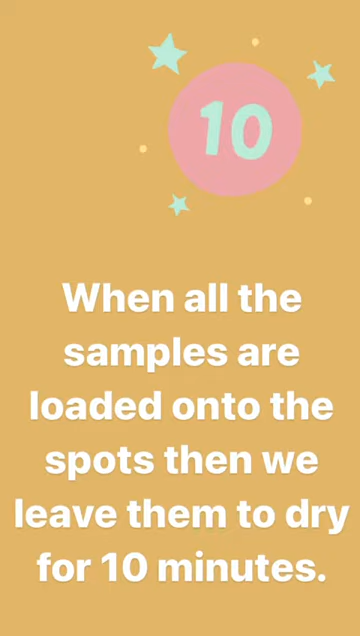 10
When all the
samples are
loaded onto the
spots then we
leave them to dry
for 10 minutes.